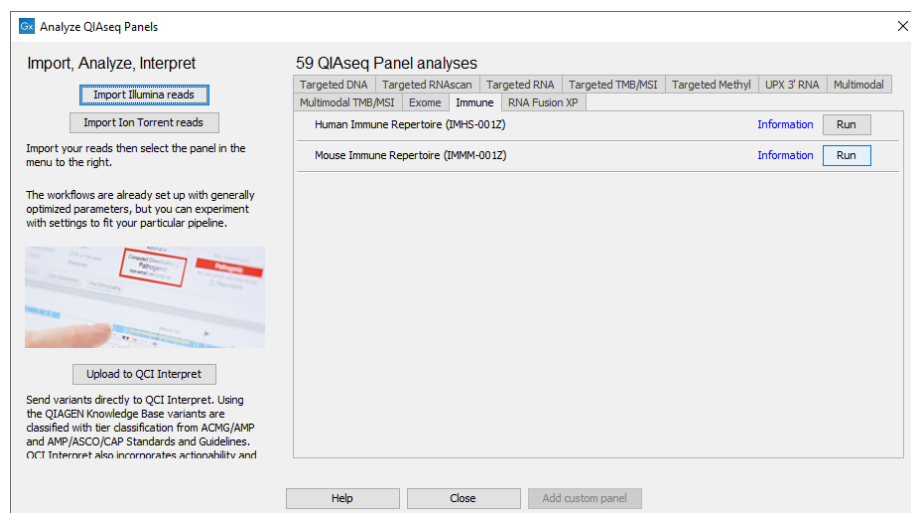 Gx Analyze QIAseq Panels
Import, Analyze, Interpret
Import Illumina reads
Import Ion Torrent reads
Import your reads then select the panel in the
menu to the right.
The workflows are already set up with generally
optimized parameters, but you can experiment
with settings to fit your particular pipeline.
Pathogenic
Pathogenic
Upload to QCI Interpret
Send variants directly to QCI Interpret. Using
the QIAGEN Knowledge Base variants are
classified with tier classification from ACMG/AMP
and AMP/ASCO/CAP Standards and Guidelines.
QCI Interpret also incorporates actionability and
59 QIAseq Panel analyses
Targeted DNA Targeted RNAscan Targeted RNA Targeted TMB/MSI Targeted Methyl UPX 3' RNA Multimodal
Multimodal TMB/MSI Exome Immune RNA Fusion XP
Human Immune Repertoire (IMHS-001Z) Information Run
Mouse Immune Repertoire (IMMM-001Z) Information Run
Help Close Add custom panel